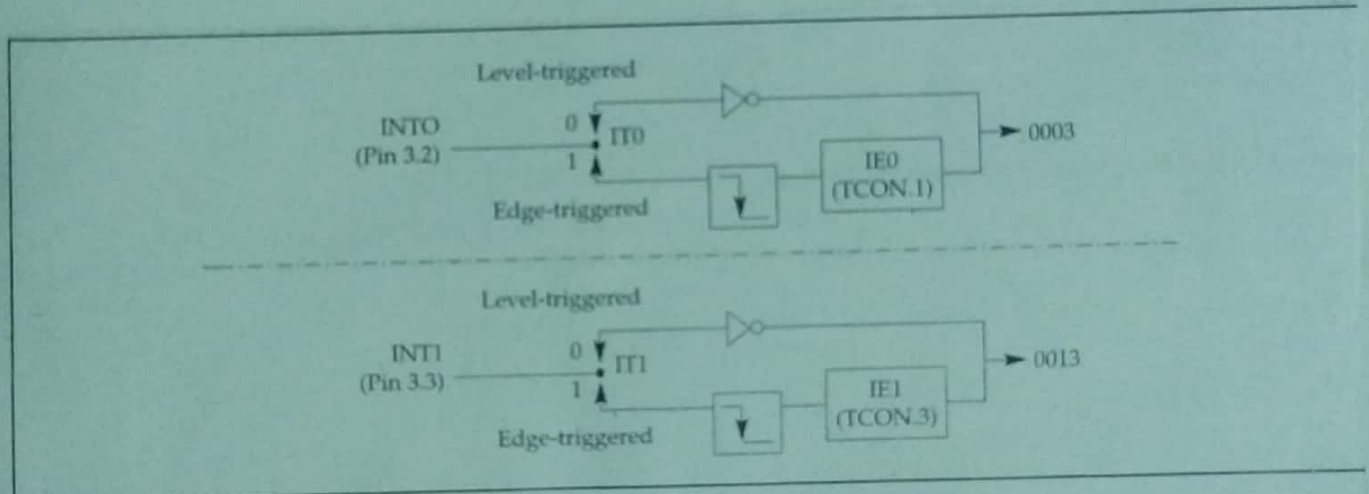 Level-triggered
INTO
(Pin 3.2)
0
IT0
1
Edge-triggered
IE0
(TCON.1)
0003
Level-triggered
INT1
(Pin 3.3)
0
IT1
1
Edge-triggered
IE1
(TCON.3)
0013